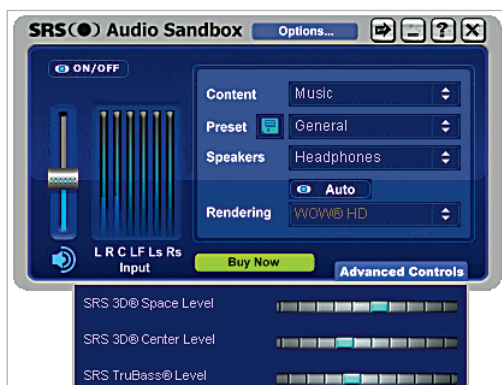 SRS(●) Audio Sandbox Options... ?
ON/OFF
Content Music
Preset General
Speakers Headphones
Auto
Rendering WOW® HD
L R C LF Ls Rs
Input
Buy Now
Advanced Controls
SRS 3D® Space Level
SRS 3D® Center Level
SRS TruBass® Level